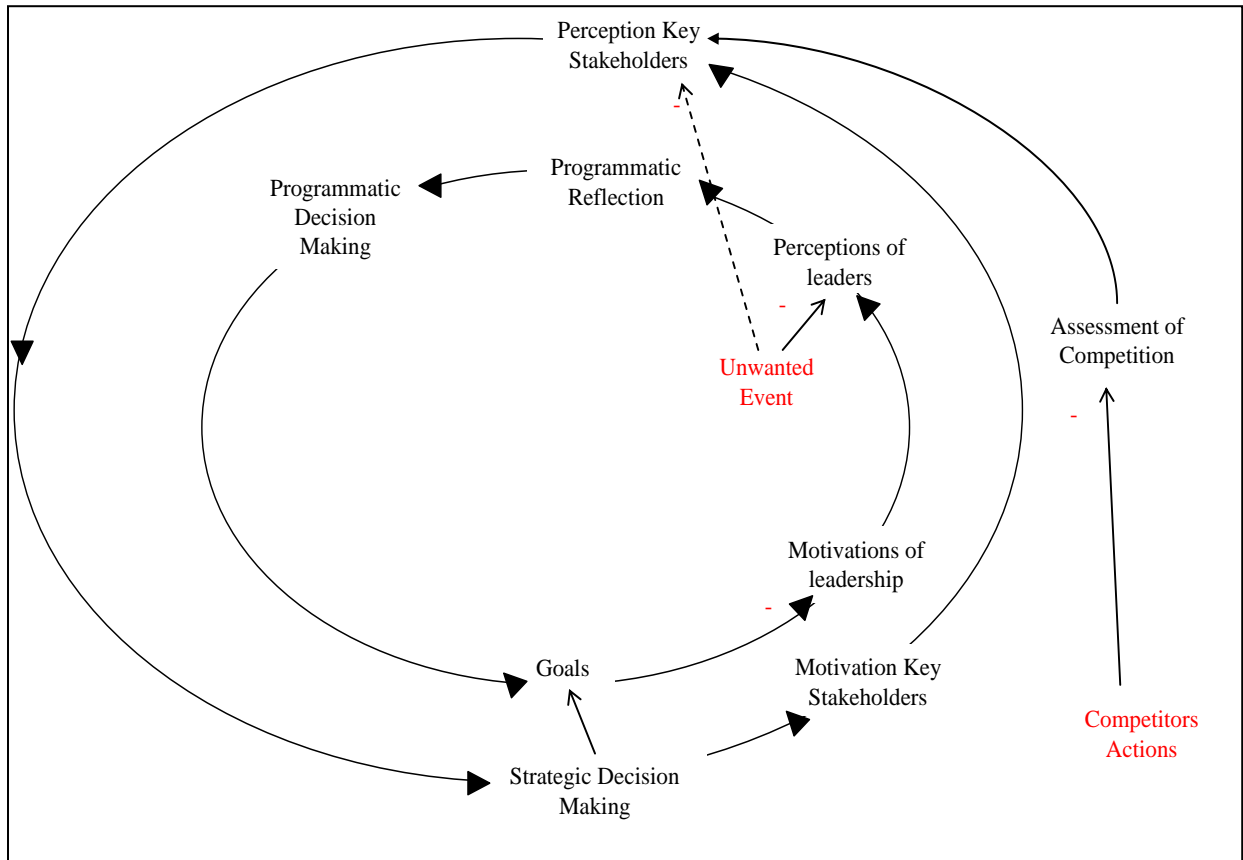 Perception Key
Stakeholders
-
Programmatic
Reflection
Programmatic
Decision
Making
Perceptions of
leaders
-
Unwanted
Event
Assessment of
Competition
-
Motivations of
leadership
-
Goals
Motivation Key
Stakeholders
Competitors
Actions
Strategic Decision
Making